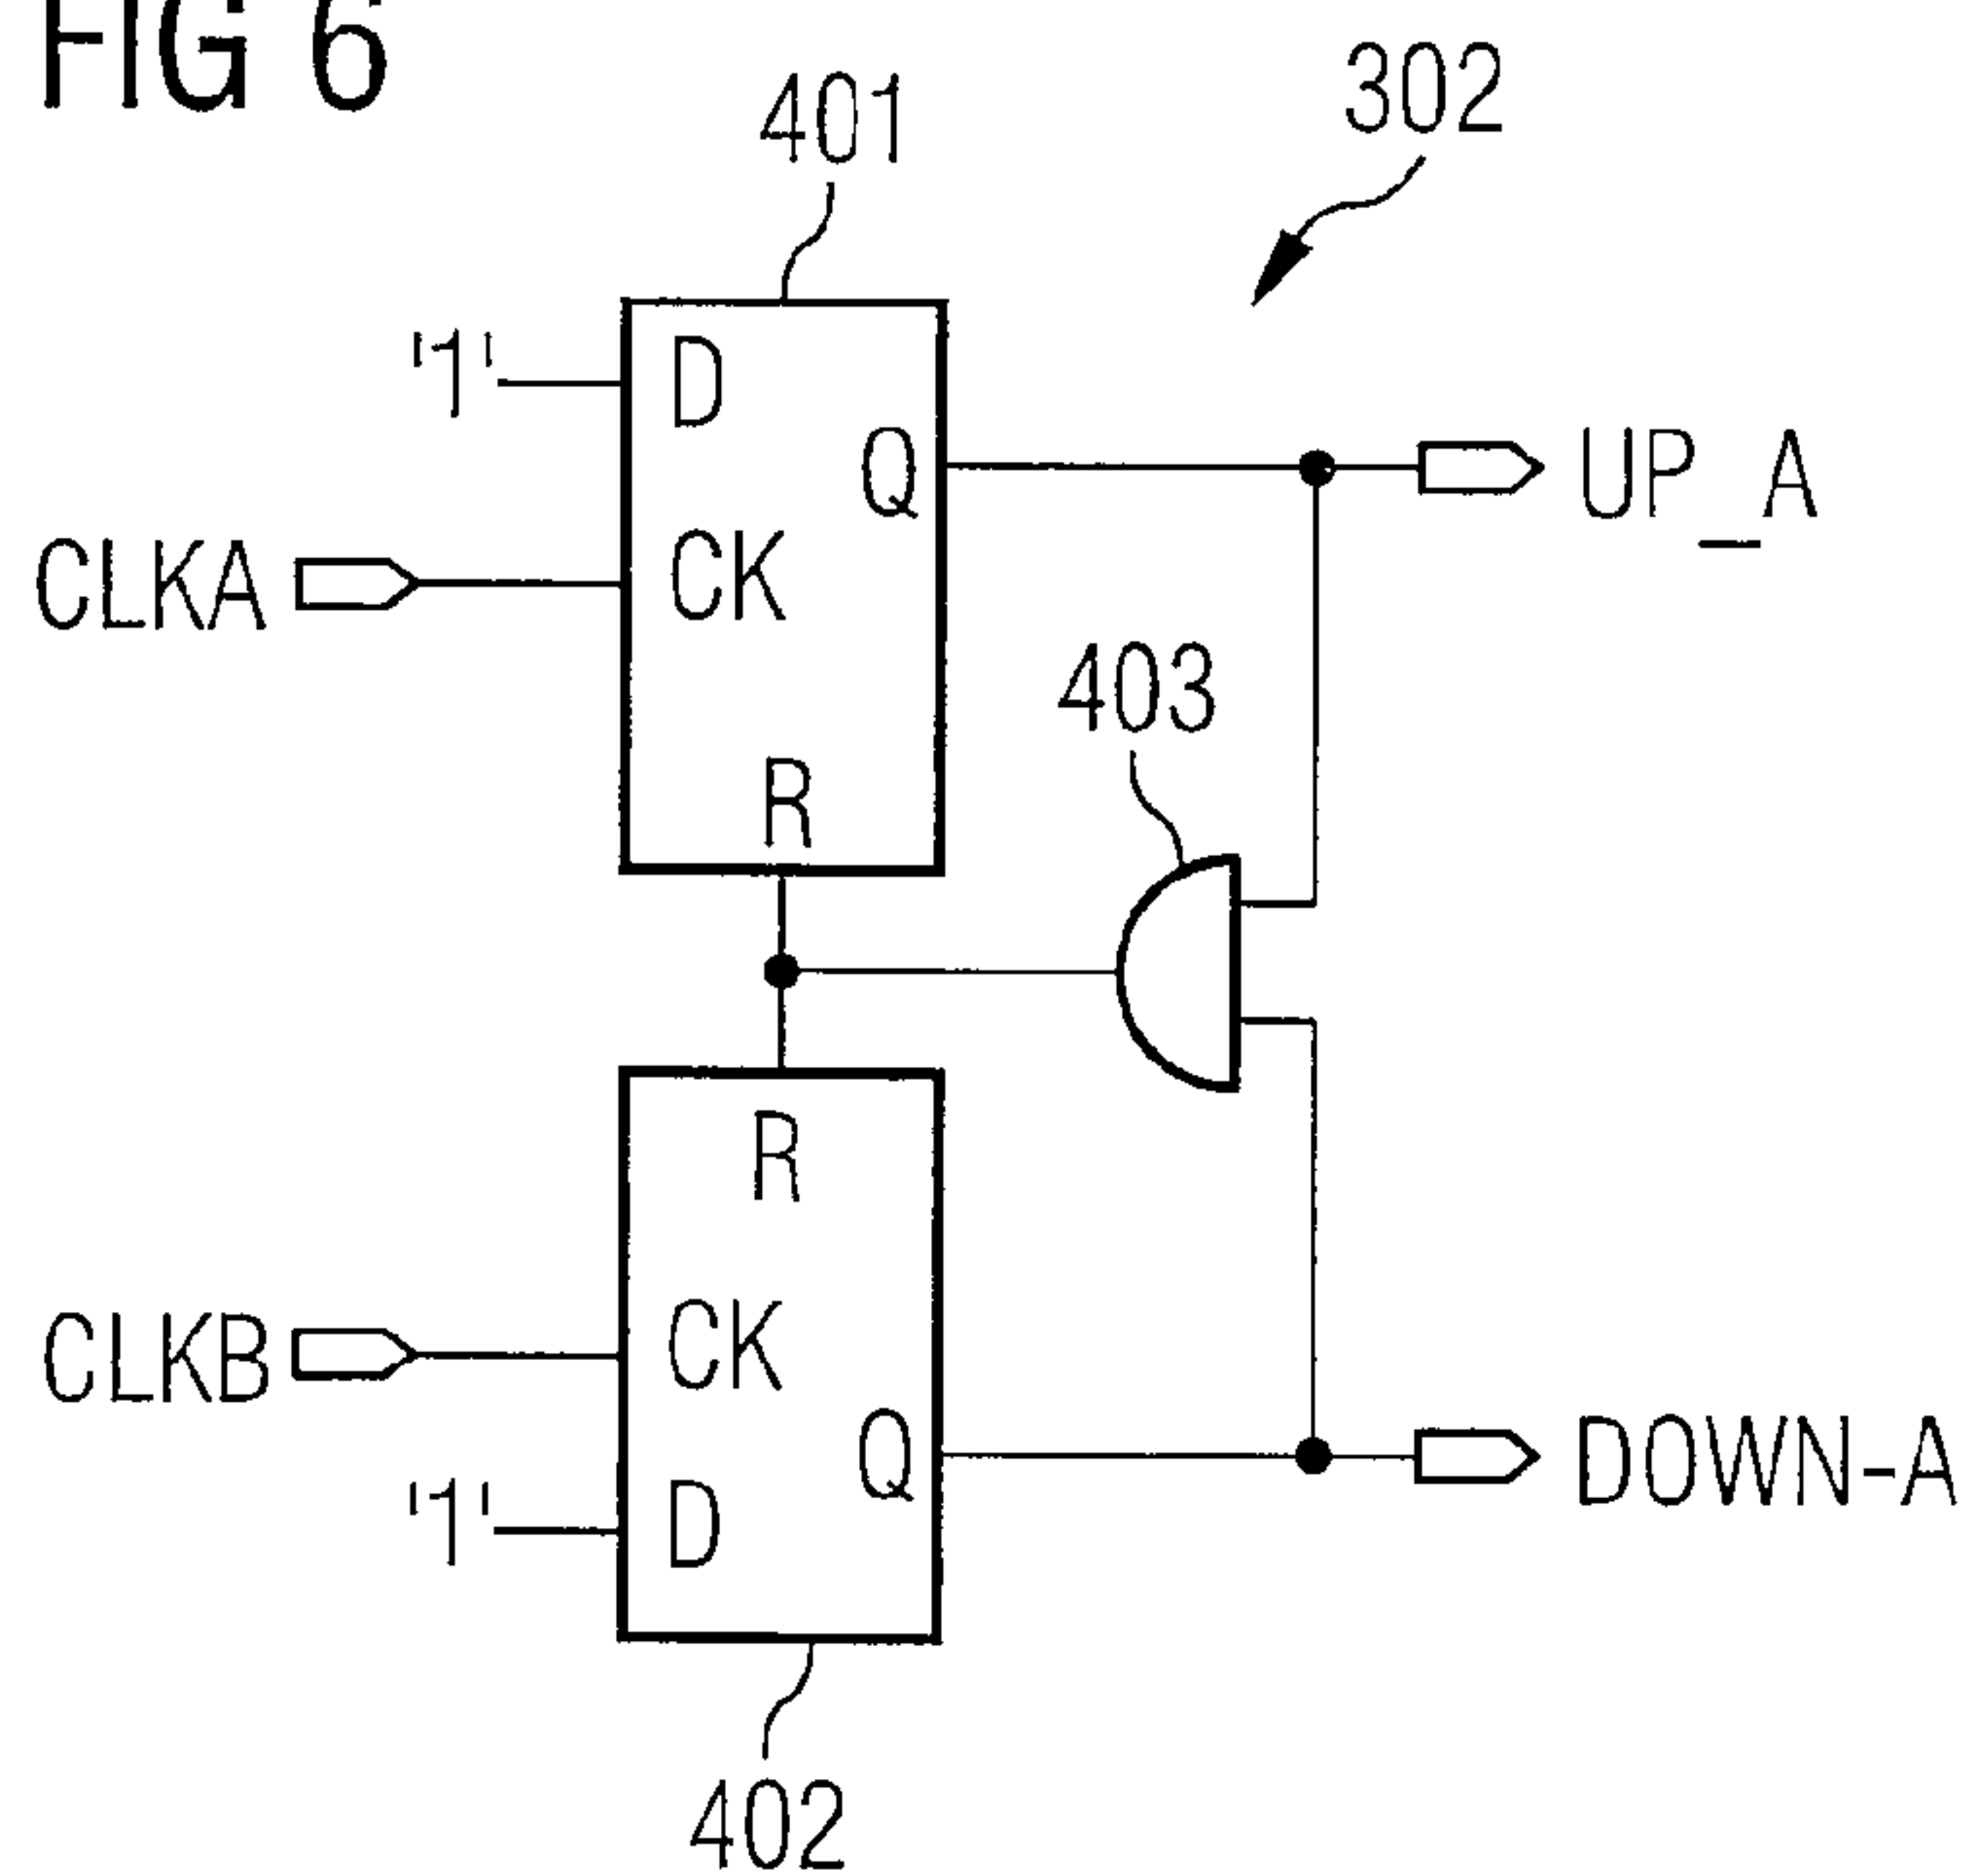 FIG 6
401
302
'1'
D
Q
UP_A
CLKA
CK
403
R
R
CLKB
CK
Q
DOWN-A
'1'
D
402